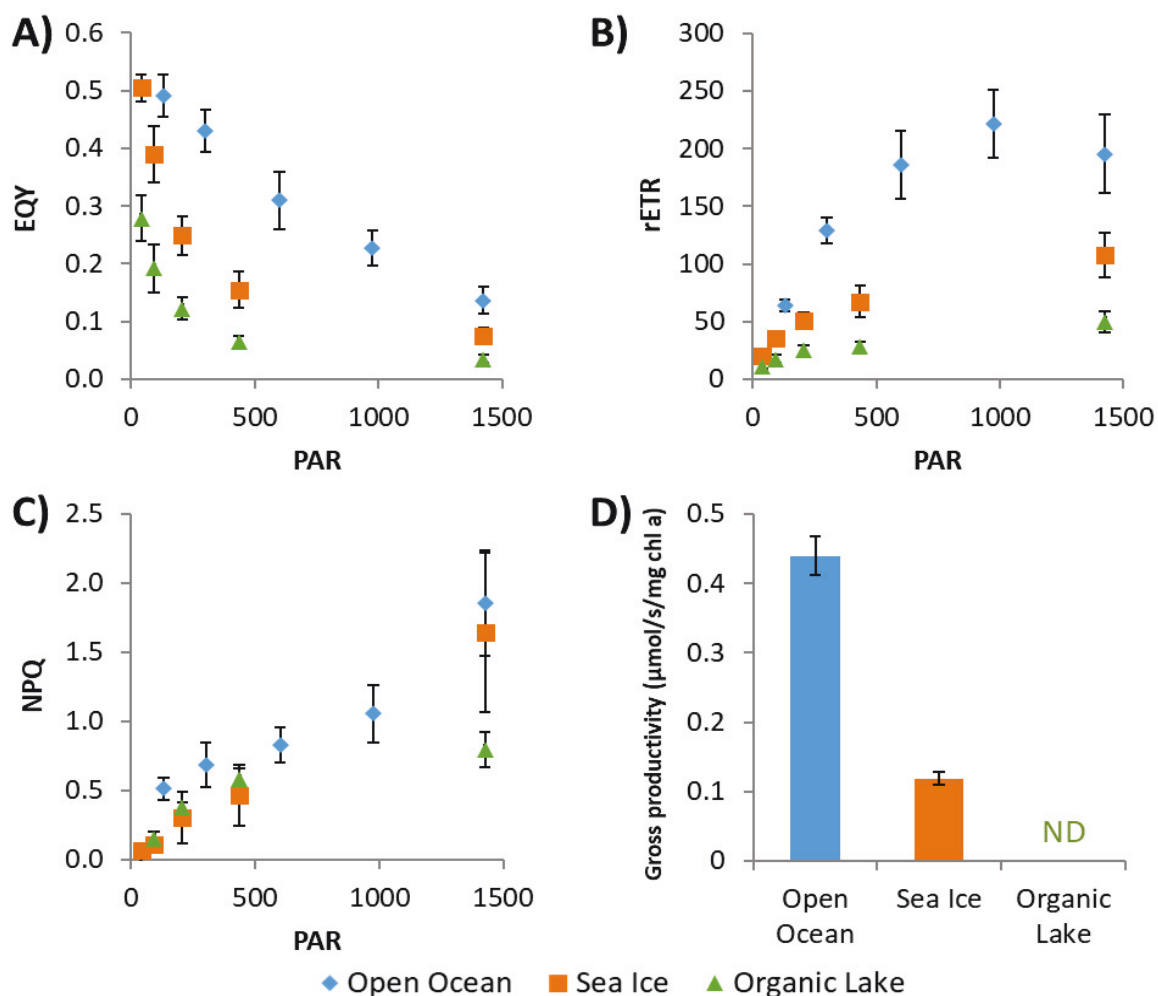 A)
0.6
0.5
0.4
0.3
0.2
0.1
0.0
EQY
0 500 1000 1500
PAR
B)
300
250
200
150
100
50
0
rETR
0 500 1000 1500
PAR
C)
2.5
2.0
1.5
1.0
0.5
0.0
NPQ
0 500 1000 1500
PAR
D)
0.5
0.4
0.3
0.2
0.1
0
Gross productivity (µmol/s/mg chl a)
ND
Open Ocean
Sea Ice
Organic Lake
Open Ocean Sea Ice Organic Lake